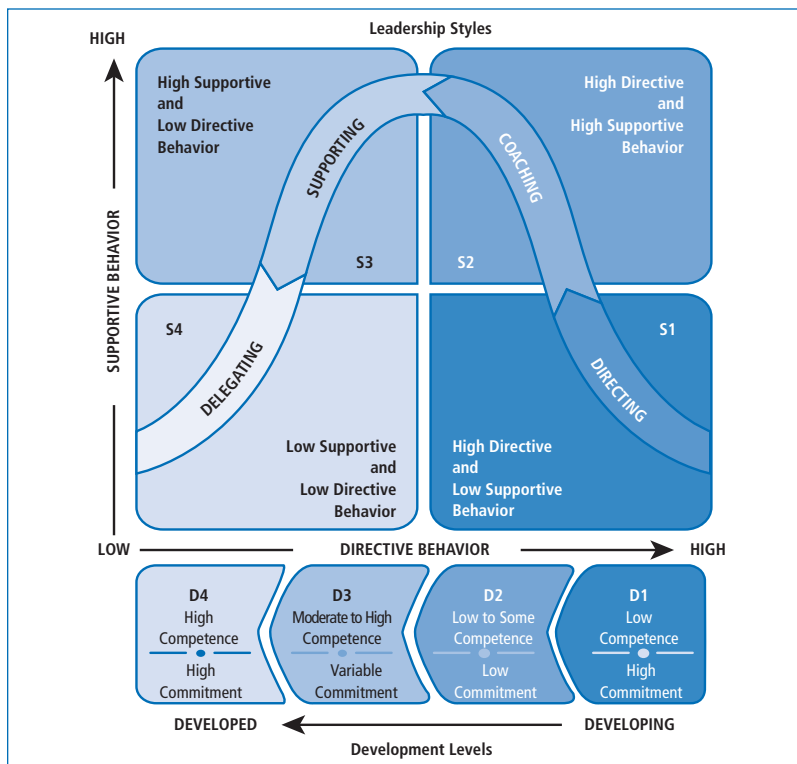 Leadership Styles
HIGH
High Supportive
and
Low Directive
Behavior
High Directive
and
High Supportive
Behavior
SUPPORTING
COACHING
S3
S2
SUPPORTIVE BEHAVIOR
S4
S1
DELEGATING
DIRECTING
Low Supportive
and
Low Directive
Behavior
High Directive
and
Low Supportive
Behavior
LOW
DIRECTIVE BEHAVIOR
HIGH
D4
High
Competence
High
Commitment
D3
Moderate to High
Competence
Variable
Commitment
D2
Low to Some
Competence
Low
Commitment
D1
Low
Competence
High
Commitment
DEVELOPED
DEVELOPING
Development Levels